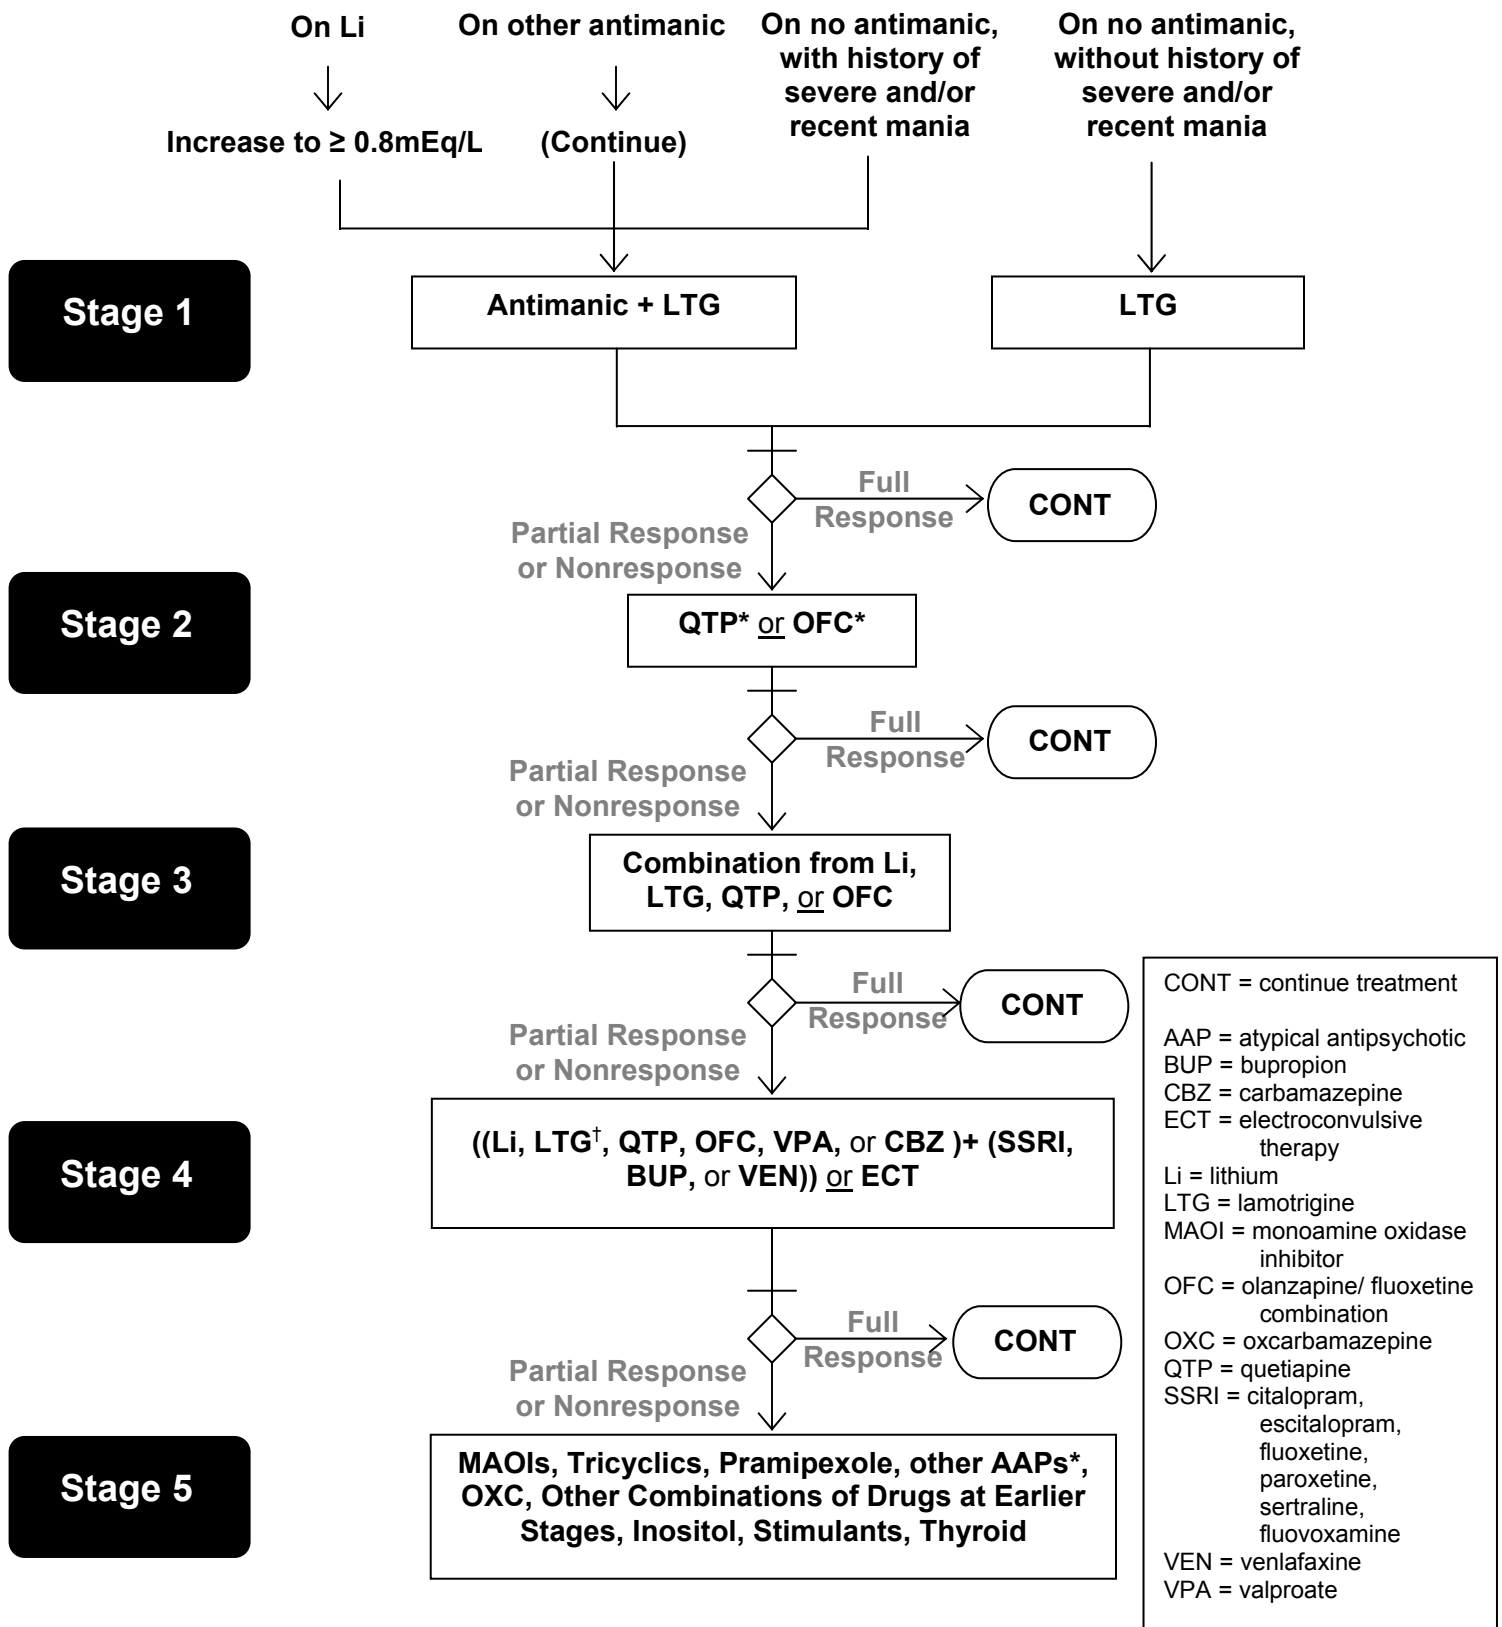 On Li
On other antimanic
On no antimanic,
with history of
severe and/or
recent mania
On no antimanic,
without history of
severe and/or
recent mania
Increase to ≥ 0.8mEq/L
(Continue)
Stage 1
Antimanic + LTG
LTG
Full
Response
CONT
Partial Response
or Nonresponse
Stage 2
QTP* or OFC*
Full
Response
CONT
Partial Response
or Nonresponse
Stage 3
Combination from Li,
LTG, QTP, or OFC
Full
Response
CONT
Partial Response
or Nonresponse
Stage 4
((Li, LTG†, QTP, OFC, VPA, or CBZ )+ (SSRI,
BUP, or VEN)) or ECT
Full
Response
CONT
Partial Response
or Nonresponse
Stage 5
MAOIs, Tricyclics, Pramipexole, other AAPs*,
OXC, Other Combinations of Drugs at Earlier
Stages, Inositol, Stimulants, Thyroid
CONT = continue treatment
AAP = atypical antipsychotic
BUP = bupropion
CBZ = carbamazepine
ECT = electroconvulsive
therapy
Li = lithium
LTG = lamotrigine
MAOI = monoamine oxidase
inhibitor
OFC = olanzapine/ fluoxetine
combination
OXC = oxcarbamazepine
QTP = quetiapine
SSRI = citalopram,
escitalopram,
fluoxetine,
paroxetine,
sertraline,
fluvoxamine
VEN = venlafaxine
VPA = valproate